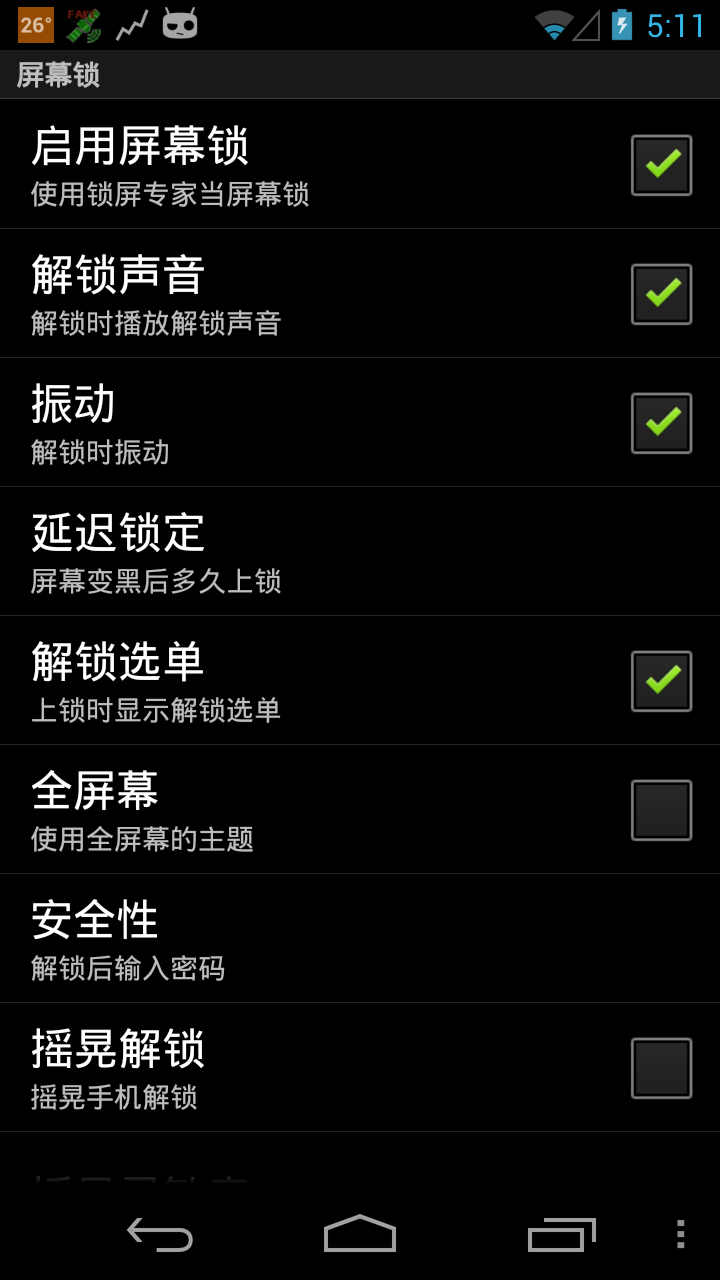 26°
FAKE
5:11
屏幕锁
启用屏幕锁
使用锁屏专家当屏幕锁
解锁声音
解锁时播放解锁声音
振动
解锁时振动
延迟锁定
屏幕变黑后多久上锁
解锁选单
上锁时显示解锁选单
全屏幕
使用全屏幕的主题
安全性
解锁后输入密码
摇晃解锁
摇晃手机解锁